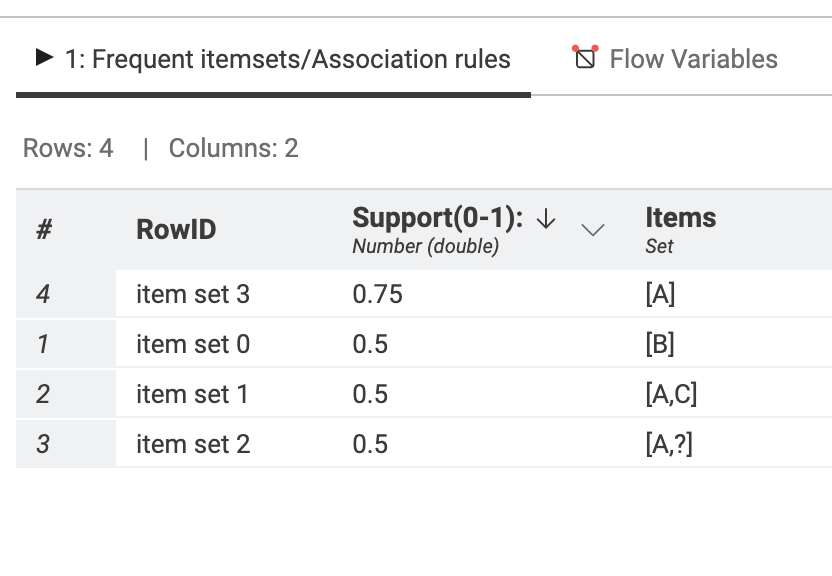 1: Frequent itemsets/Association rules Flow Variables
Rows: 4 | Columns: 2
# RowID Support(0-1): Items
Number (double) Set
4 item set 3 0.75 [A]
1 item set 0 0.5 [B]
2 item set 1 0.5 [A,C]
3 item set 2 0.5 [A,?]